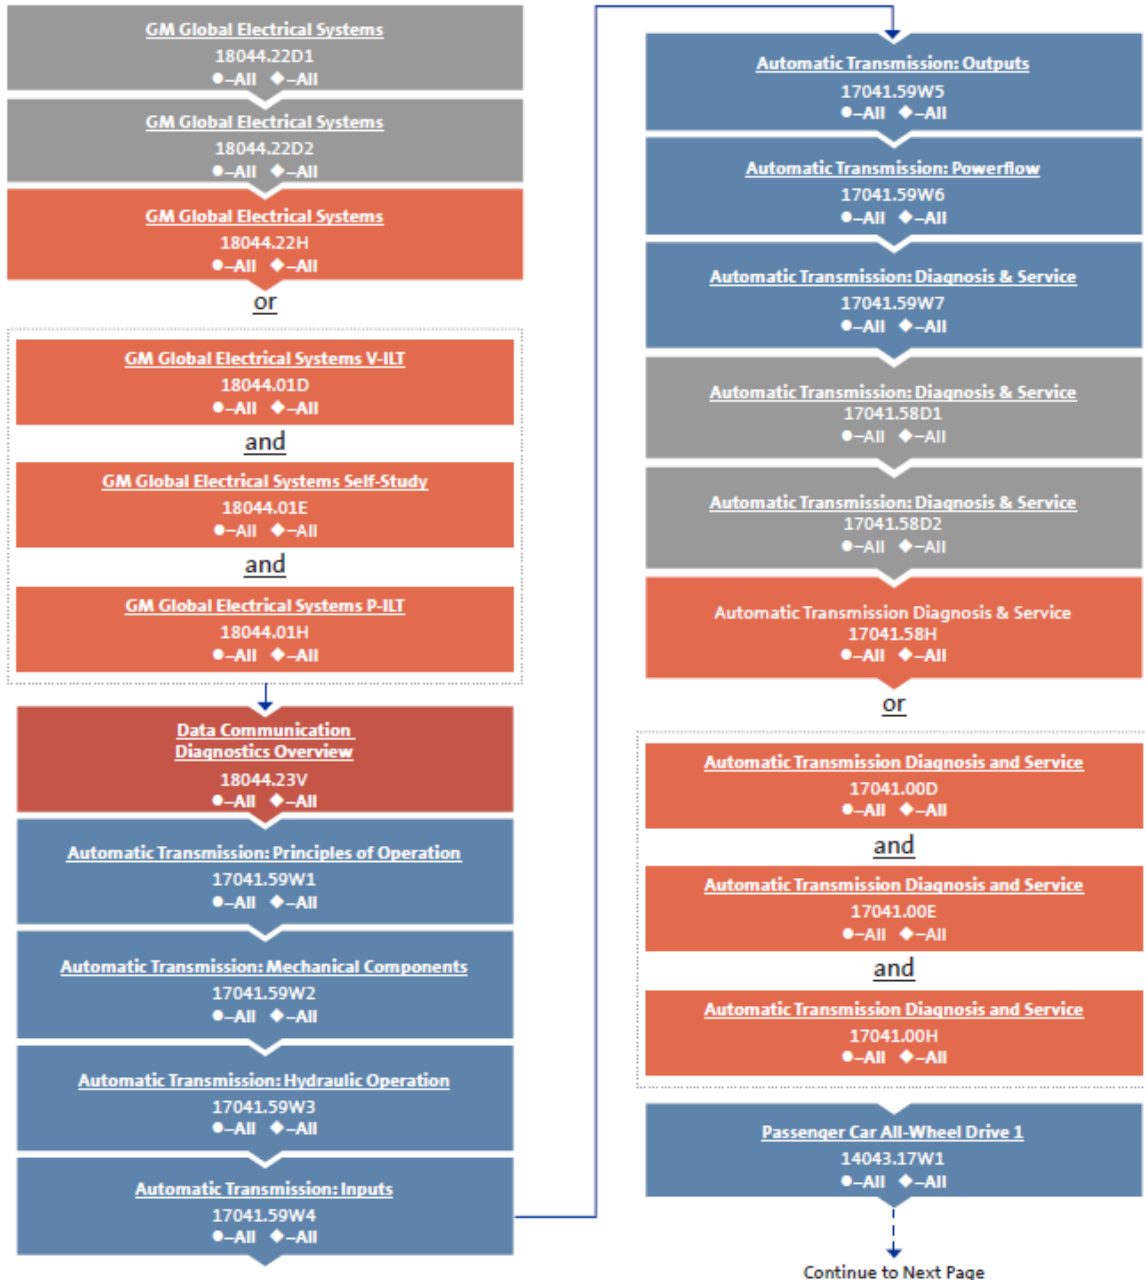 GM Global Electrical Systems
18044.22D1
●–All ◆–All
GM Global Electrical Systems
18044.22D2
●–All ◆–All
GM Global Electrical Systems
18044.22H
●–All ◆–All
or
GM Global Electrical Systems V-ILT
18044.01D
●–All ◆–All
and
GM Global Electrical Systems Self-Study
18044.01E
●–All ◆–All
and
GM Global Electrical Systems P-ILT
18044.01H
●–All ◆–All
Data Communication
Diagnostics Overview
18044.23V
●–All ◆–All
Automatic Transmission: Principles of Operation
17041.59W1
●–All ◆–All
Automatic Transmission: Mechanical Components
17041.59W2
●–All ◆–All
Automatic Transmission: Hydraulic Operation
17041.59W3
●–All ◆–All
Automatic Transmission: Inputs
17041.59W4
●–All ◆–All
Automatic Transmission: Outputs
17041.59W5
●–All ◆–All
Automatic Transmission: Powerflow
17041.59W6
●–All ◆–All
Automatic Transmission: Diagnosis & Service
17041.59W7
●–All ◆–All
Automatic Transmission: Diagnosis & Service
17041.58D1
●–All ◆–All
Automatic Transmission: Diagnosis & Service
17041.58D2
●–All ◆–All
Automatic Transmission Diagnosis & Service
17041.58H
●–All ◆–All
or
Automatic Transmission Diagnosis and Service
17041.00D
●–All ◆–All
and
Automatic Transmission Diagnosis and Service
17041.00E
●–All ◆–All
and
Automatic Transmission Diagnosis and Service
17041.00H
●–All ◆–All
Passenger Car All-Wheel Drive 1
14043.17W1
●–All ◆–All
Continue to Next Page